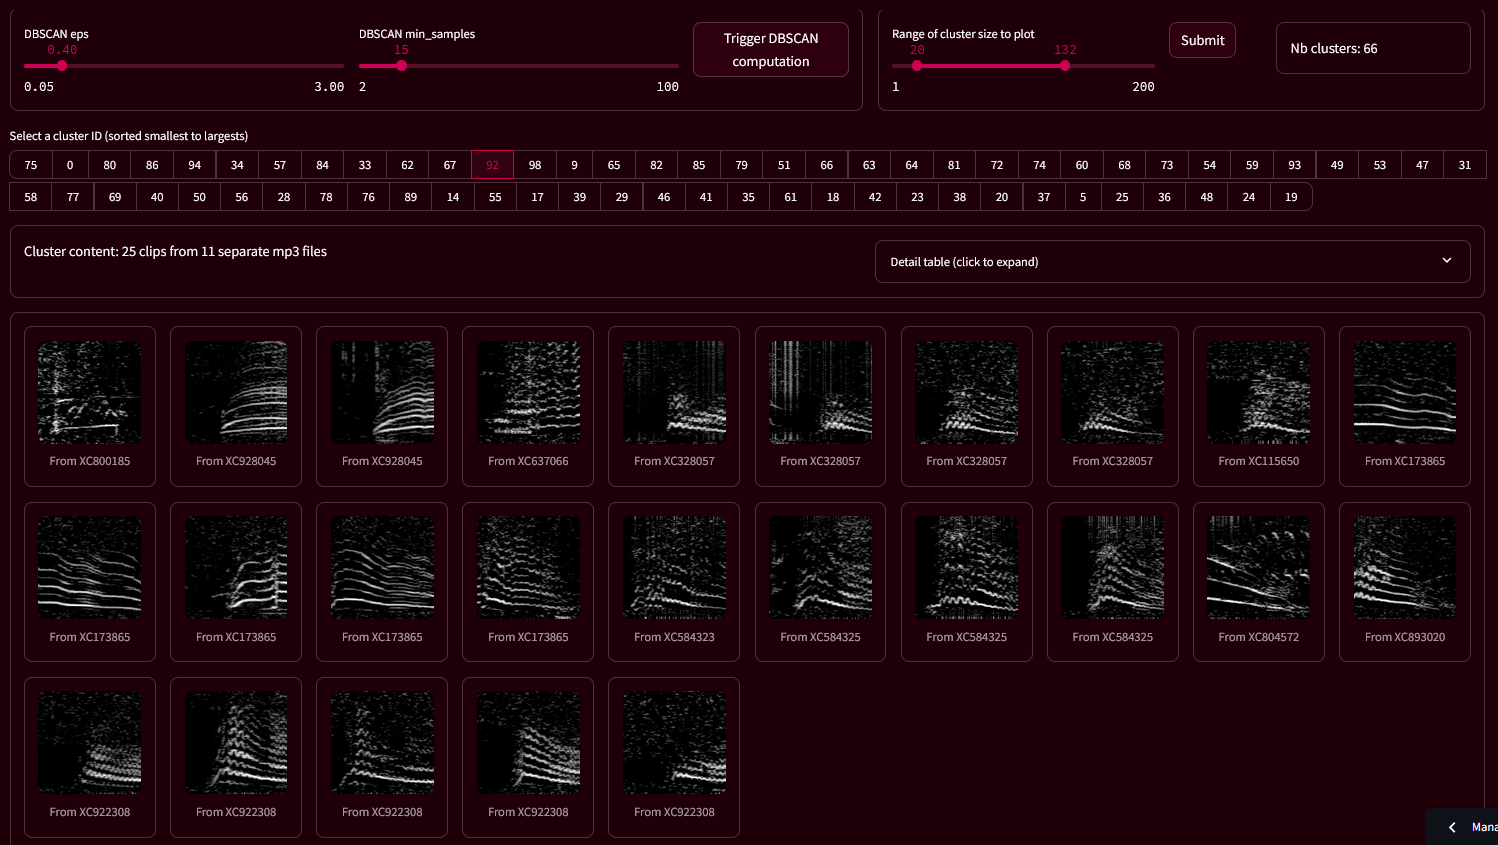 DBSCAN eps
0.40
0.05 3.00
DBSCAN min_samples
15
2 100
Trigger DBSCAN
computation
Range of cluster size to plot
20 132
1 200
Submit
Nb clusters: 66
Select a cluster ID (sorted smallest to largests)
75 0 80 86 94 34 57 84 33 62 67 92 98 9 65 82 85 79 51 66 63 64 81 72 74 60 68 73 54 59 93 49 53 47 31
58 77 69 40 50 56 28 78 76 89 14 55 17 39 29 46 41 35 61 18 42 23 38 20 37 5 25 36 48 24 19
Cluster content: 25 clips from 11 separate mp3 files
Detail table (click to expand)
From XC800185 From XC928045 From XC928045 From XC637066 From XC328057 From XC328057 From XC328057 From XC328057 From XC115650 From XC173865
From XC173865 From XC173865 From XC173865 From XC173865 From XC584323 From XC584325 From XC584325 From XC584325 From XC804572 From XC893020
From XC922308 From XC922308 From XC922308 From XC922308 From XC922308
Mana